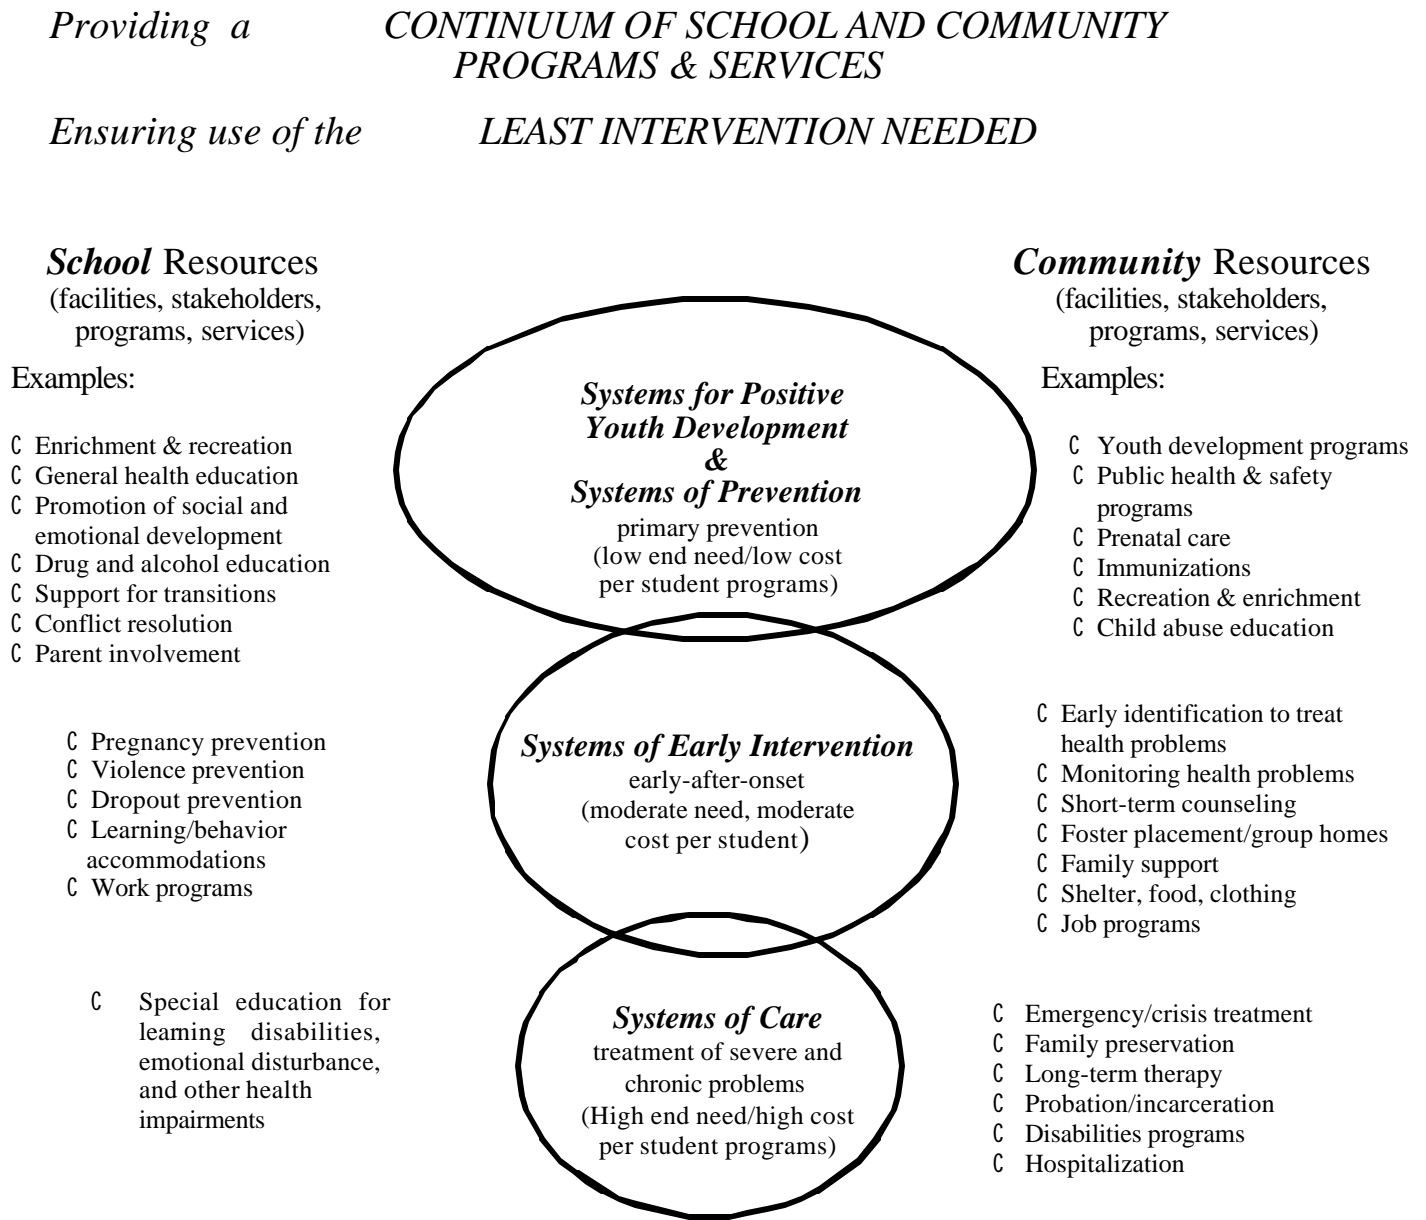 Providing a CONTINUUM OF SCHOOL AND COMMUNITY
PROGRAMS & SERVICES
Ensuring use of the LEAST INTERVENTION NEEDED
School Resources
(facilities, stakeholders,
programs, services)
Examples:
C Enrichment & recreation
C General health education
C Promotion of social and
emotional development
C Drug and alcohol education
C Support for transitions
C Conflict resolution
C Parent involvement
C Pregnancy prevention
C Violence prevention
C Dropout prevention
C Learning/behavior
accommodations
C Work programs
C Special education for
learning disabilities,
emotional disturbance,
and other health
impairments
Systems for Positive
Youth Development
&
Systems of Prevention
primary prevention
(low end need/low cost
per student programs)
Systems of Early Intervention
early-after-onset
(moderate need, moderate
cost per student)
Systems of Care
treatment of severe and
chronic problems
(High end need/high cost
per student programs)
Community Resources
(facilities, stakeholders,
programs, services)
Examples:
C Youth development programs
C Public health & safety
programs
C Prenatal care
C Immunizations
C Recreation & enrichment
C Child abuse education
C Early identification to treat
health problems
C Monitoring health problems
C Short-term counseling
C Foster placement/group homes
C Family support
C Shelter, food, clothing
C Job programs
C Emergency/crisis treatment
C Family preservation
C Long-term therapy
C Probation/incarceration
C Disabilities programs
C Hospitalization